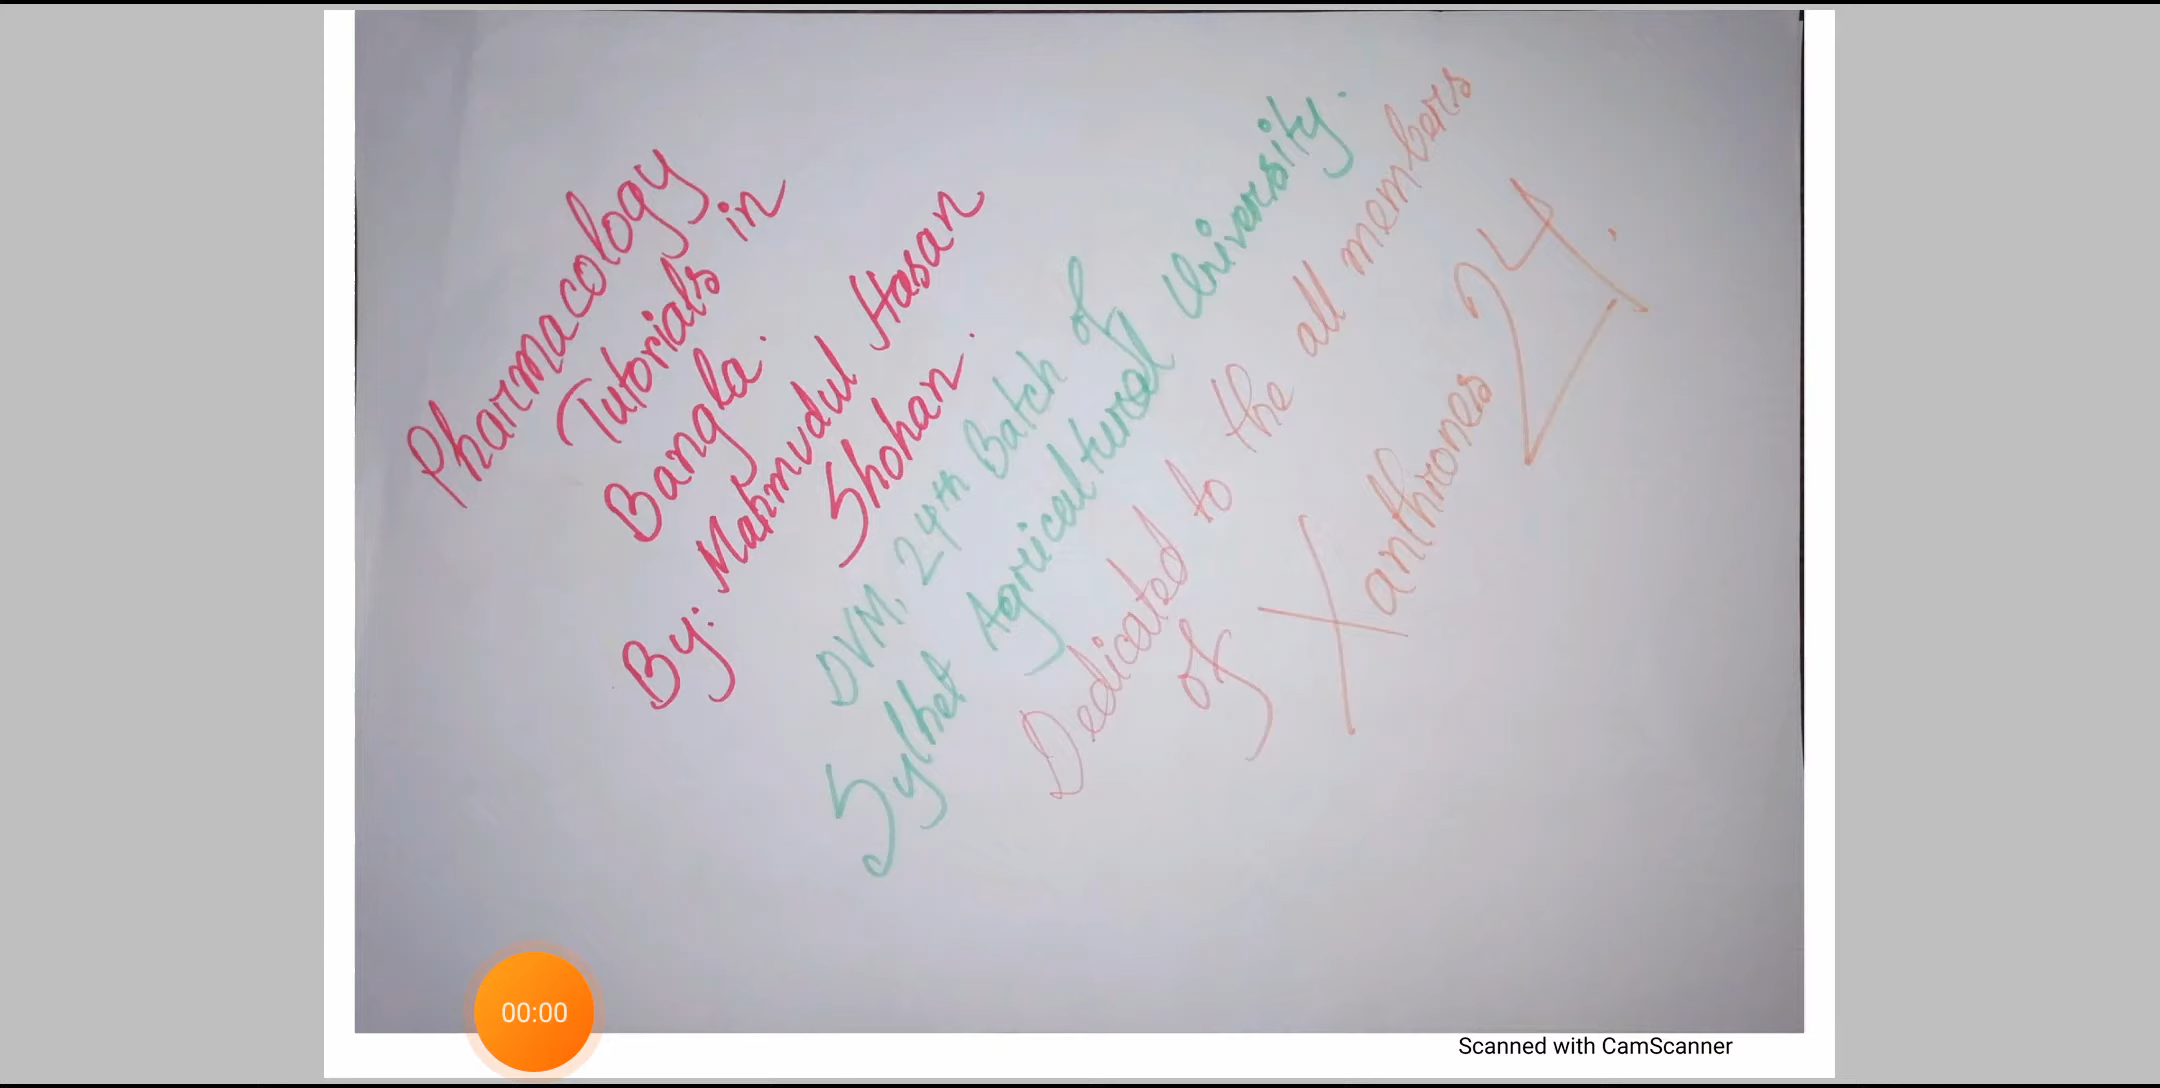 Pharmacology
Tutorials in
Bangla.
By: Mahmudul Hasan
Shohan.
DVM, 24th Batch of
Sylhet Agricultural University.
Dedicated to the all members
of Xanthrones 24.
00:00
Scanned with CamScanner